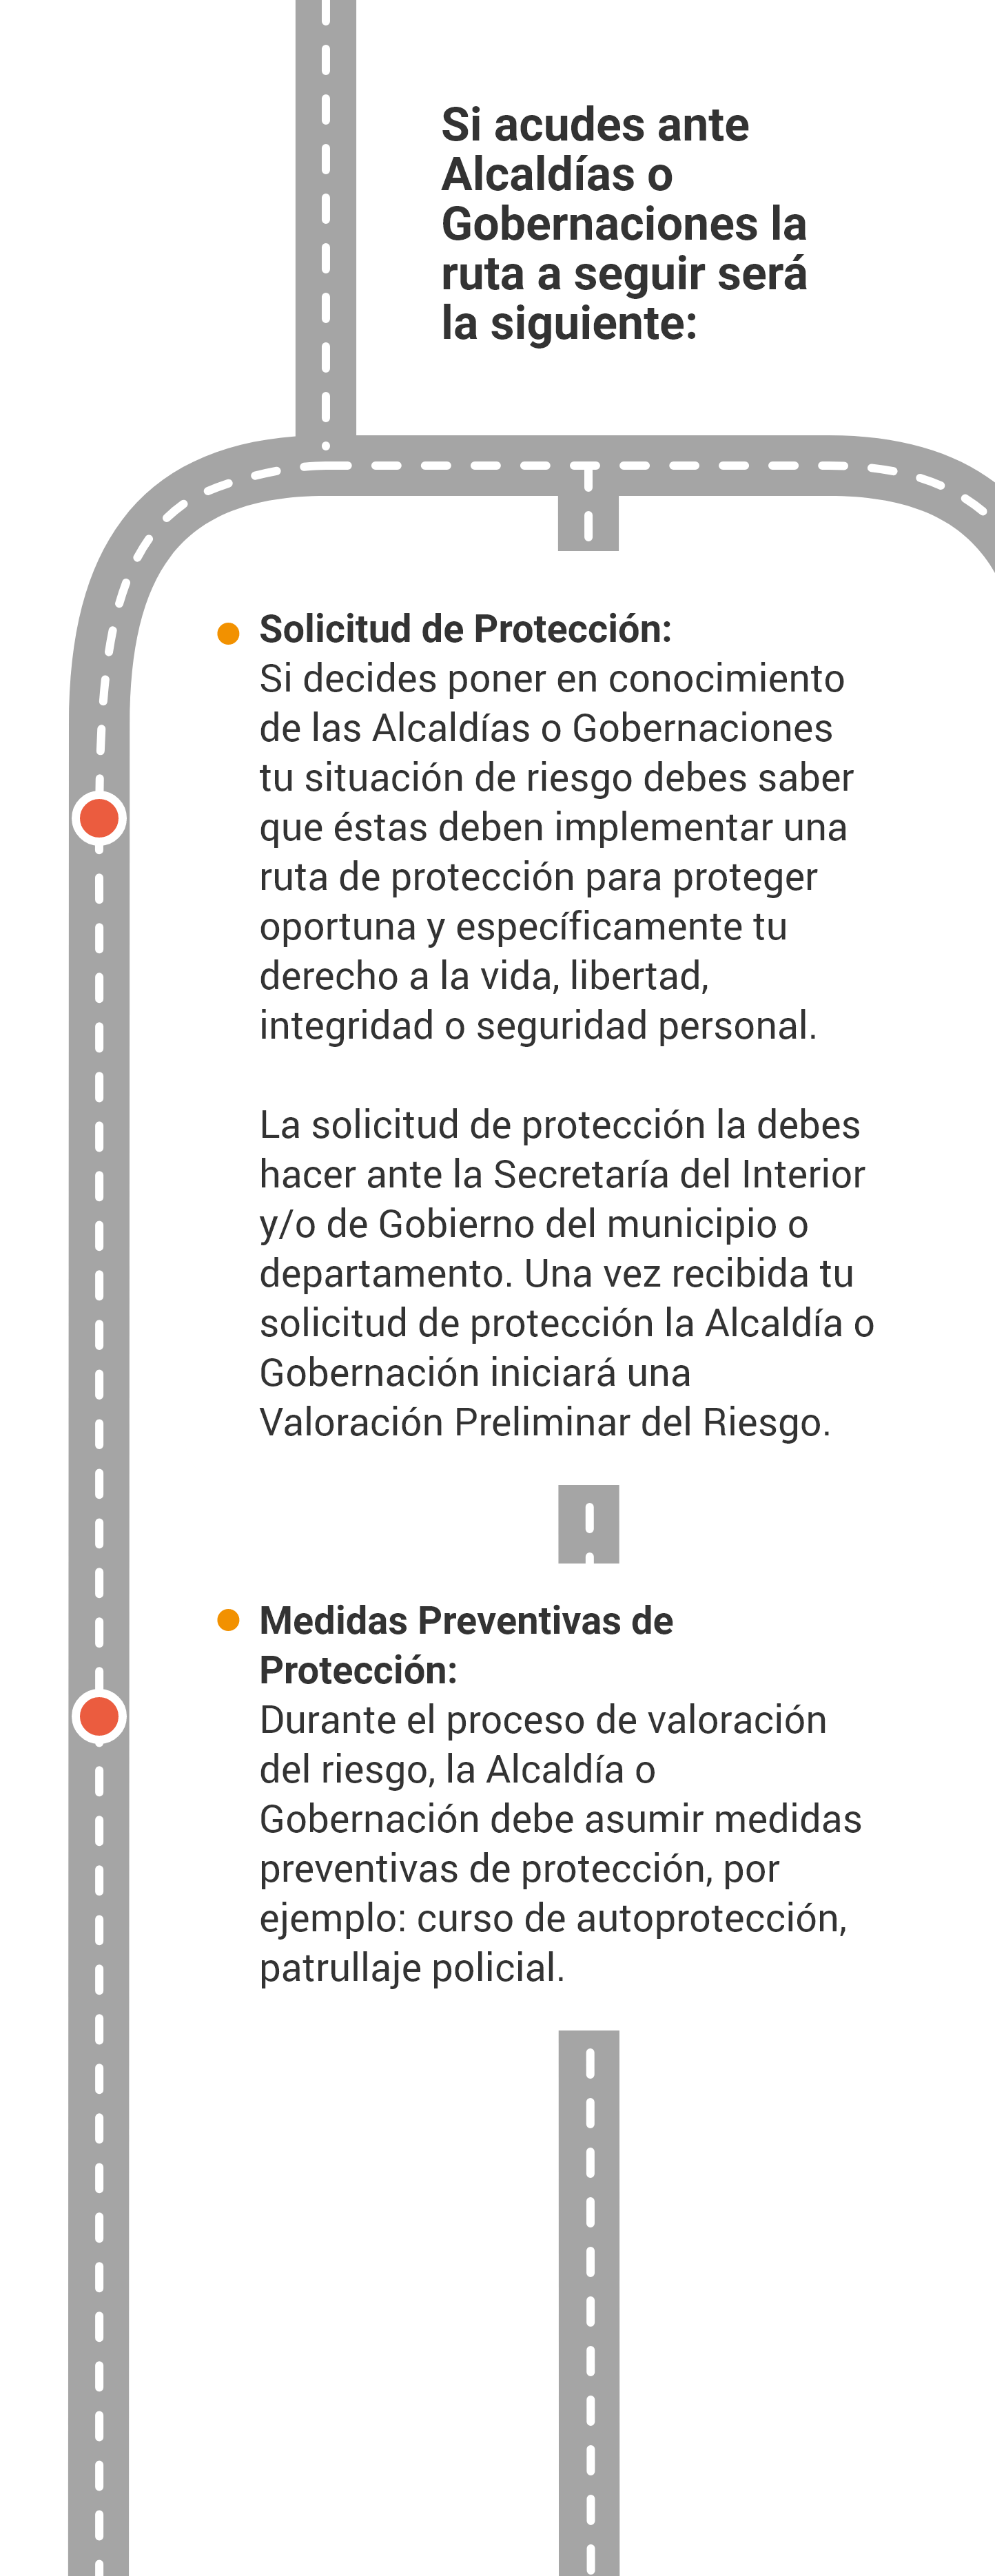 Si acudes ante
Alcaldías o
Gobernaciones la
ruta a seguir será
la siguiente:
Solicitud de Protección:
Si decides poner en conocimiento
de las Alcaldías o Gobernaciones
tu situación de riesgo debes saber
que éstas deben implementar una
ruta de protección para proteger
oportuna y específicamente tu
derecho a la vida, libertad,
integridad o seguridad personal.
La solicitud de protección la debes
hacer ante la Secretaría del Interior
y/o de Gobierno del municipio o
departamento. Una vez recibida tu
solicitud de protección la Alcaldía o
Gobernación iniciará una
Valoración Preliminar del Riesgo.
Medidas Preventivas de
Protección:
Durante el proceso de valoración
del riesgo, la Alcaldía o
Gobernación debe asumir medidas
preventivas de protección, por
ejemplo: curso de autoprotección,
patrullaje policial.